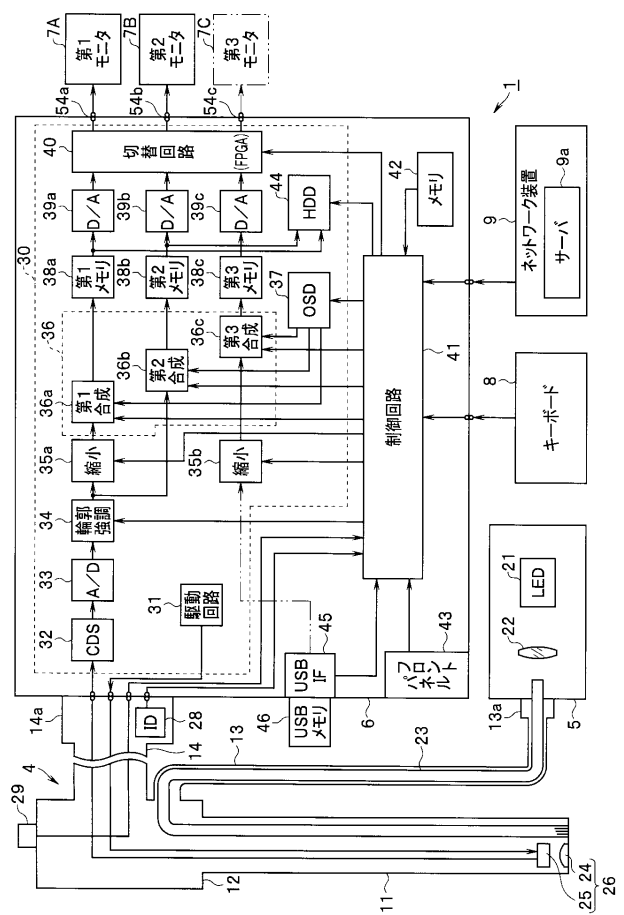 7A
第1モニタ
7B
第2モニタ
7C
第3モニタ
54a
54b
54c
1
40
切替回路
(FPGA)
39a
D/A
39b
D/A
39c
D/A
44
HDD
42
メモリ
9
ネットワーク装置
9a
サーバ
30
38a
第1メモリ
38b
第2メモリ
38c
第3メモリ
37
OSD
36
36a
第1合成
36b
第2合成
36c
第3合成
41
制御回路
8
キーボード
35a
縮小
35b
縮小
34
輪郭強調
33
A/D
32
CDS
31
駆動回路
45
USB IF
46
USBメモリ
43
フロントパネル
6
21
LED
22
5
13a
14a
ID
28
14
4
29
13
23
12
11
24
25
26